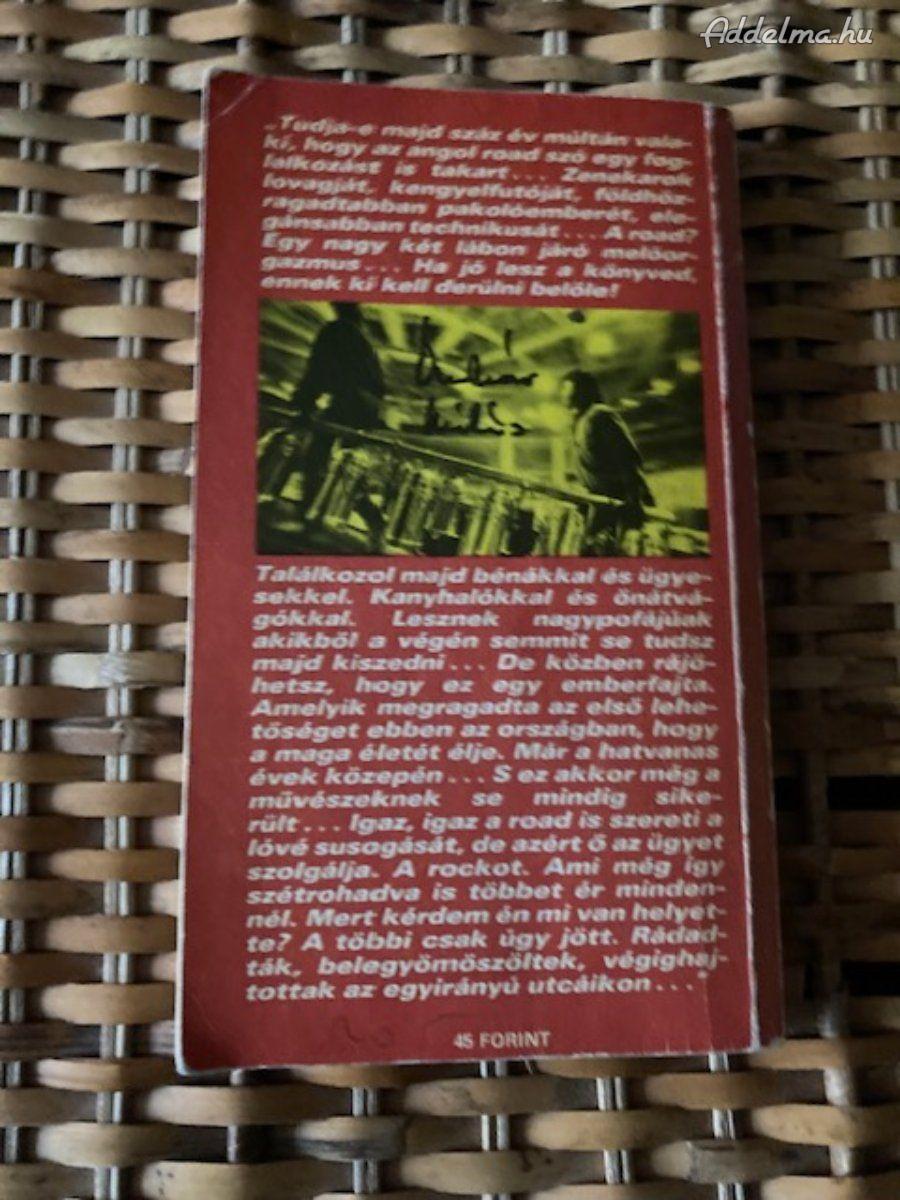 Addelma.hu
„Tudja-e majd száz év múltán vala-
ki, hogy az angol road szó egy fog-
lalkozást is takart... Zenekarok
lovagját, kengyelfutóját, földhöz-
ragadtabban pakolóemberét, ele-
gánsabban technikusát... A road?
Egy nagy két lábon járó melóor-
gazmus... Ha jó lesz a könyved,
ennek ki kell derülni belőle!
Találkozol majd bénákkal és ügye-
sekkel. Kanyhalókkal és önátvá-
gókkal. Lesznek nagypofájúak
akikből a végén semmit se tudsz
majd kiszedni... De közben rájö-
hetsz, hogy ez egy emberfajta.
Amelyik megragadta az első lehe-
tőséget ebben az országban, hogy
a maga életét élje. Már a hatvanas
évek közepén... S ez akkor még a
művészeknek se mindig sike-
rült... Igaz, igaz a road is szereti a
lóvé susogását, de azért ő az ügyet
szolgálja. A rockot. Ami még így
szétrohadva is többet ér minden-
nél. Mert kérdem én mi van helyet-
te? A többi csak úgy jött. Rádad-
ták, belegyömöszöltek, végighaj-
tottak az egyirányú utcáikon..."
45 FORINT